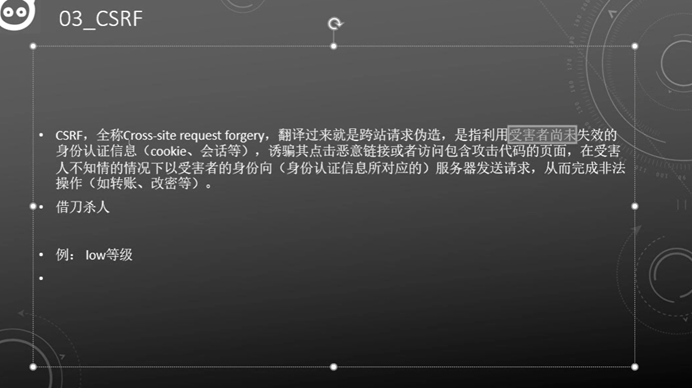 03_CSRF
CSRF，全称Cross-site request forgery，翻译过来就是跨站请求伪造，是指利用受害者尚未失效的
身份认证信息（cookie、会话等），诱骗其点击恶意链接或者访问包含攻击代码的页面，在受害
人不知情的情况下以受害者的身份向（身份认证信息所对应的）服务器发送请求，从而完成非法
操作（如转账、改密等）。
借刀杀人
例： low等级